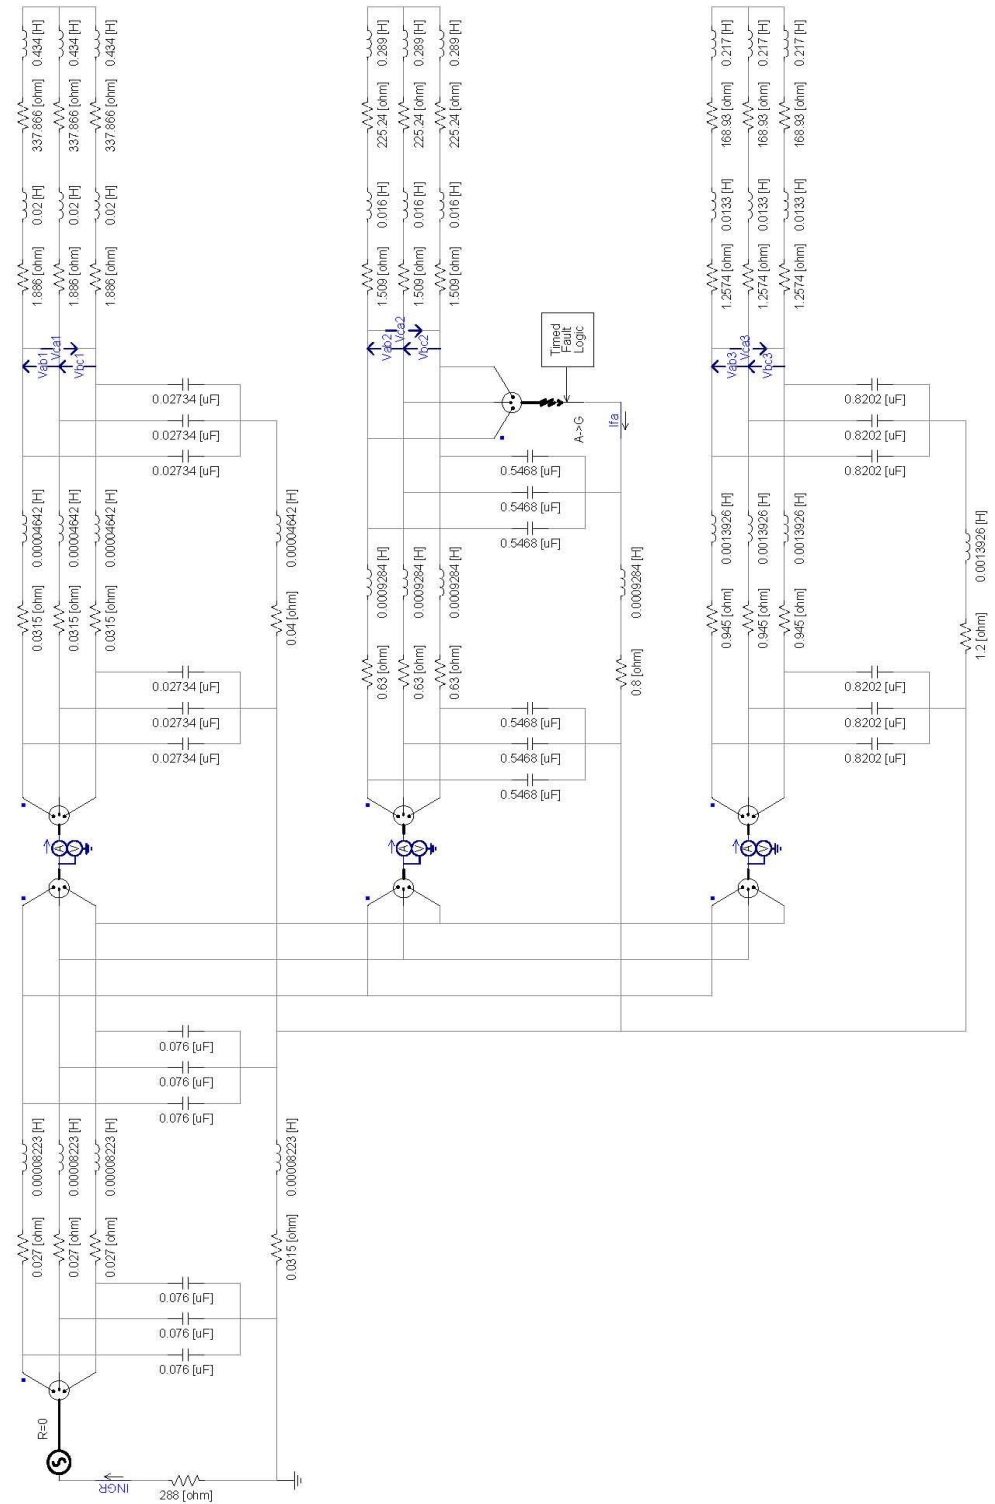 0.434 [H]
0.434 [H]
0.434 [H]
337.866 [ohm]
337.866 [ohm]
337.866 [ohm]
0.02 [H]
0.02 [H]
0.02 [H]
1.886 [ohm]
1.886 [ohm]
1.886 [ohm]
Vab1
Vca1
Vbc1
0.02734 [uF]
0.02734 [uF]
0.02734 [uF]
0.00004642 [H]
0.00004642 [H]
0.00004642 [H]
0.00004642 [H]
0.0315 [ohm]
0.0315 [ohm]
0.0315 [ohm]
0.04 [ohm]
0.02734 [uF]
0.02734 [uF]
0.02734 [uF]
A
V
0.289 [H]
0.289 [H]
0.289 [H]
225.24 [ohm]
225.24 [ohm]
225.24 [ohm]
0.016 [H]
0.016 [H]
0.016 [H]
1.509 [ohm]
1.509 [ohm]
1.509 [ohm]
Vab2
Vca2
Vbc2
Timed
Fault
Logic
A->G
Ifa
0.5468 [uF]
0.5468 [uF]
0.5468 [uF]
0.0009284 [H]
0.0009284 [H]
0.0009284 [H]
0.0009284 [H]
0.63 [ohm]
0.63 [ohm]
0.63 [ohm]
0.8 [ohm]
0.5468 [uF]
0.5468 [uF]
0.5468 [uF]
A
V
0.217 [H]
0.217 [H]
0.217 [H]
168.93 [ohm]
168.93 [ohm]
168.93 [ohm]
0.0133 [H]
0.0133 [H]
0.0133 [H]
1.2574 [ohm]
1.2574 [ohm]
1.2574 [ohm]
Vab3
Vca3
Vbc3
0.8202 [uF]
0.8202 [uF]
0.8202 [uF]
0.0013926 [H]
0.0013926 [H]
0.0013926 [H]
0.0013926 [H]
0.945 [ohm]
0.945 [ohm]
0.945 [ohm]
1.2 [ohm]
0.8202 [uF]
0.8202 [uF]
0.8202 [uF]
A
V
0.076 [uF]
0.076 [uF]
0.076 [uF]
0.00008223 [H]
0.00008223 [H]
0.00008223 [H]
0.00008223 [H]
0.027 [ohm]
0.027 [ohm]
0.027 [ohm]
0.0315 [ohm]
0.076 [uF]
0.076 [uF]
0.076 [uF]
R=0
INGR
288 [ohm]